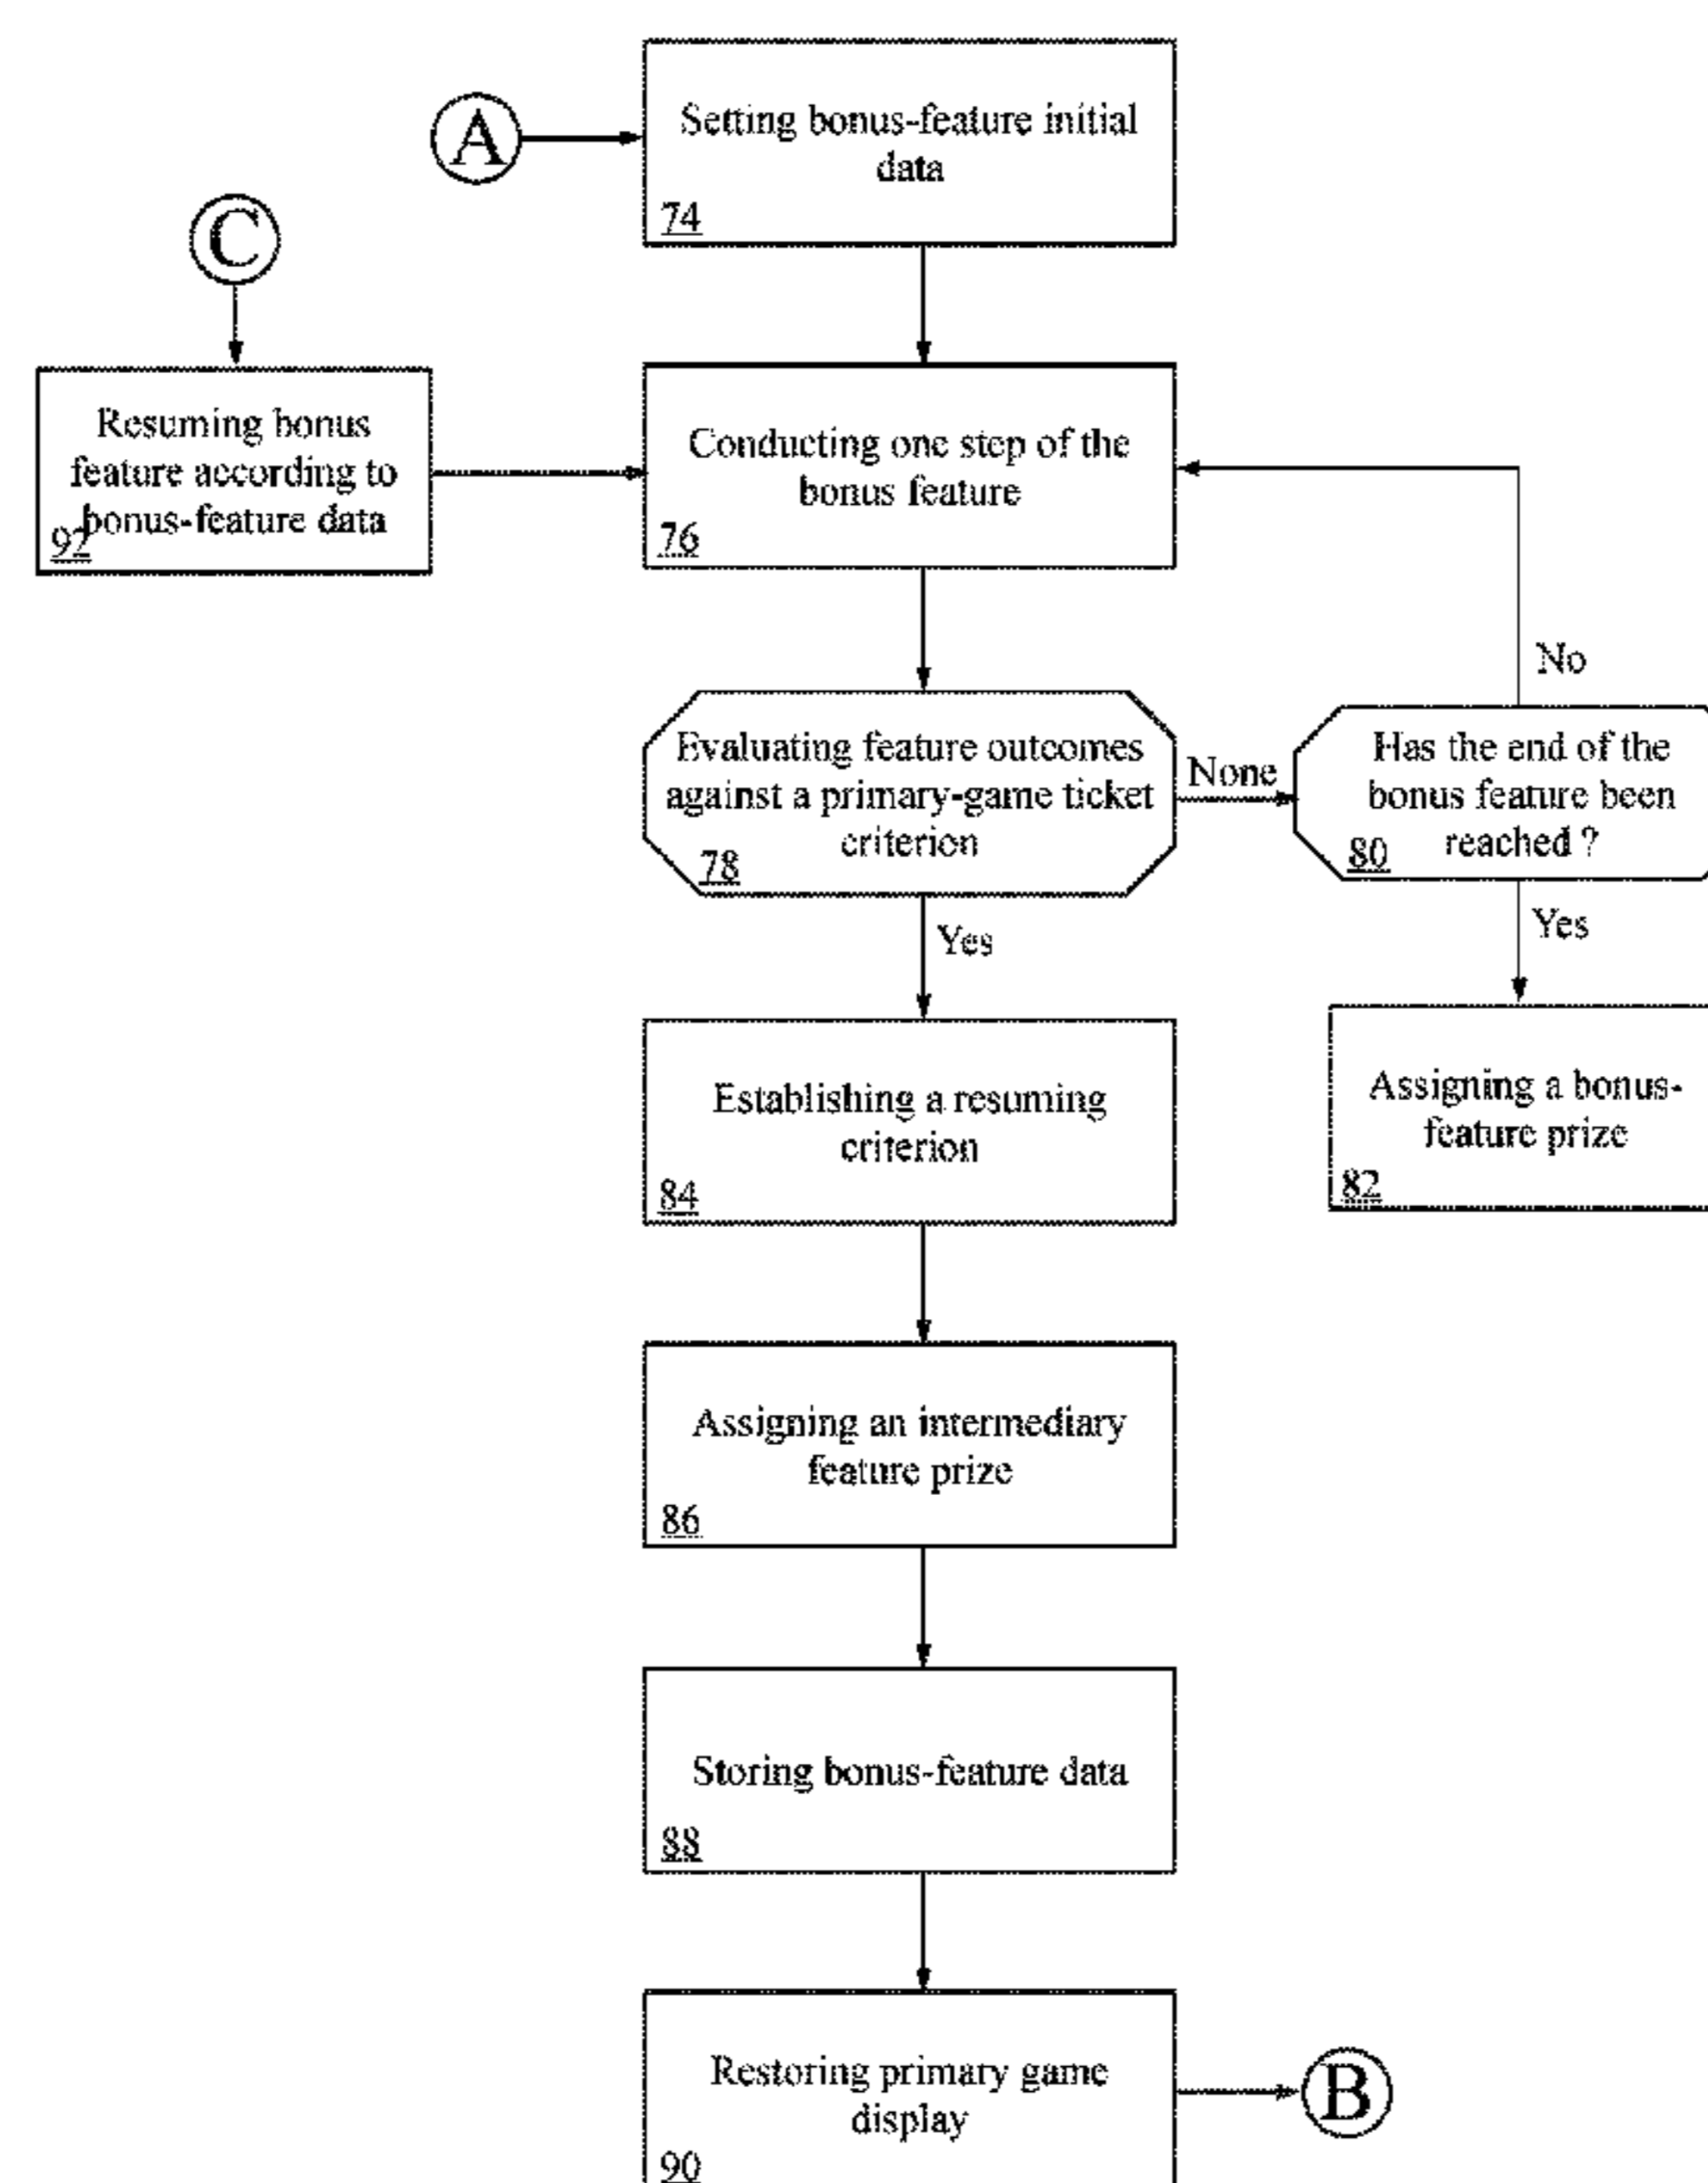 A
Setting bonus-feature initial
data
74
C
Resuming bonus
feature according to
bonus-feature data
92
Conducting one step of the
bonus feature
76
No
Evaluating feature outcomes
against a primary-game ticket
criterion
78
None
Has the end of the
bonus feature been
reached ?
80
Yes
Yes
Establishing a resuming
criterion
84
Assigning a bonus-
feature prize
82
Assigning an intermediary
feature prize
86
Storing bonus-feature data
88
Restoring primary game
display
90
B